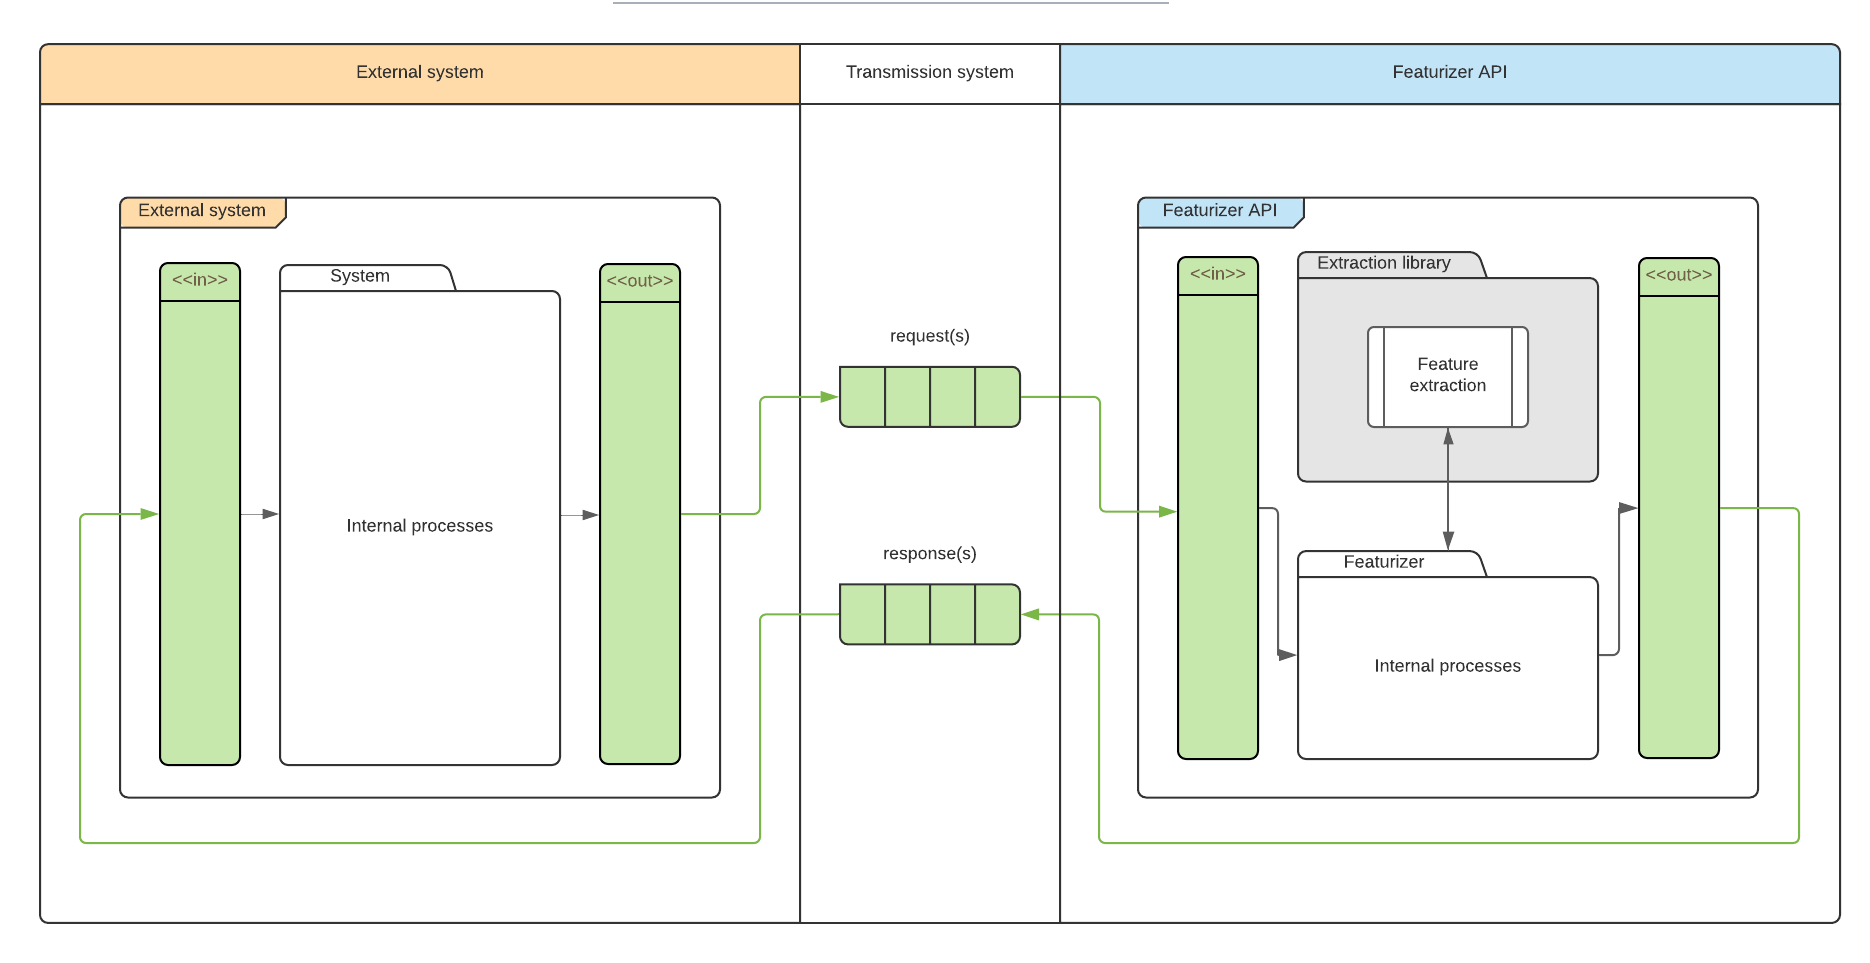 External system
Transmission system
Featurizer API
External system
<<in>>
System
<<out>>
Internal processes
request(s)
response(s)
Featurizer API
<<in>>
Extraction library
<<out>>
Feature
extraction
Featurizer
Internal processes